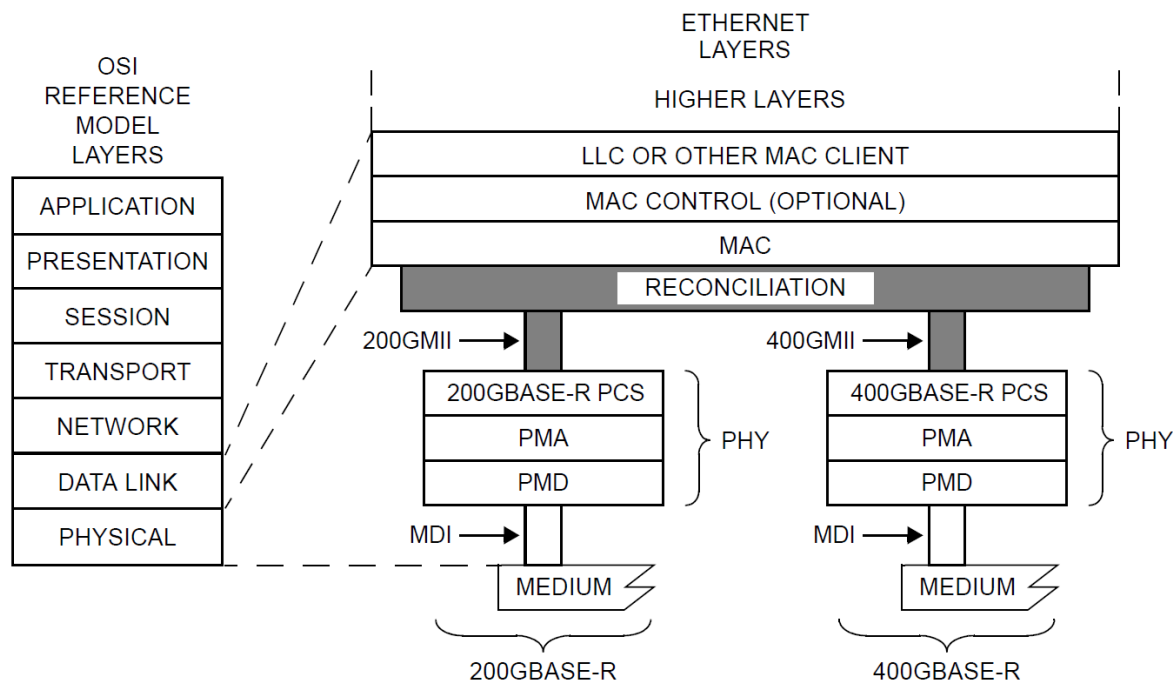 ETHERNET
LAYERS
OSI
REFERENCE
MODEL
LAYERS
HIGHER LAYERS
LLC OR OTHER MAC CLIENT
MAC CONTROL (OPTIONAL)
MAC
RECONCILIATION
APPLICATION
PRESENTATION
SESSION
TRANSPORT
NETWORK
DATA LINK
PHYSICAL
200GMII
400GMII
200GBASE-R PCS
PMA
PMD
PHY
400GBASE-R PCS
PMA
PMD
PHY
MDI
MDI
MEDIUM
MEDIUM
200GBASE-R
400GBASE-R